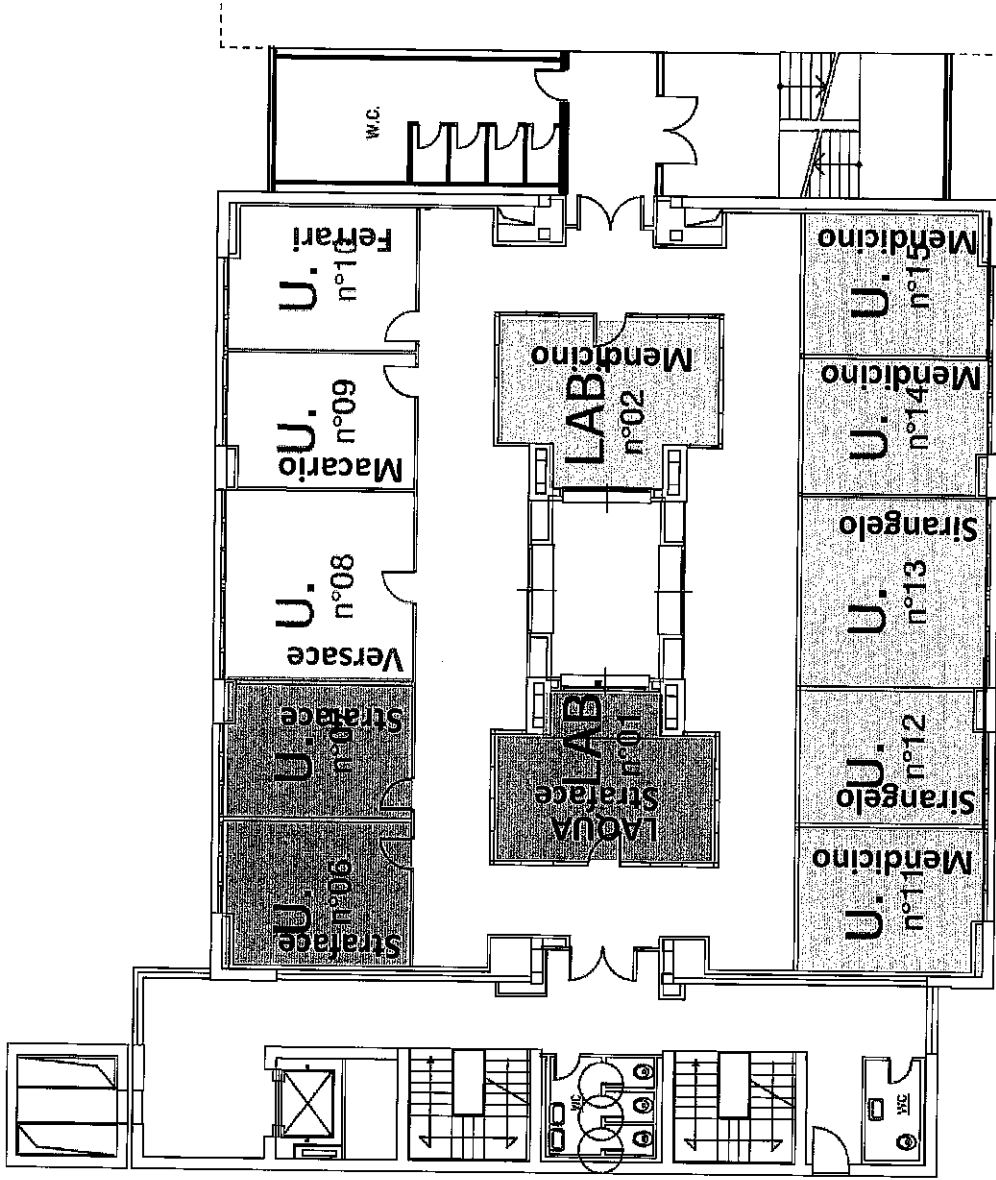 w.c.
U.
n°10
Ferrari
U.
n°09
Macario
U.
n°08
Versace
U.
Straface
U.
n°06
Straface
LAB
n°02
Mendicino
LAB
n°01
Straface
LAQUA
U.
n°15
Mendicino
U.
n°14
Mendicino
U.
n°13
Sirangelo
U.
n°12
Sirangelo
U.
n°11
Mendicino
WC
WC